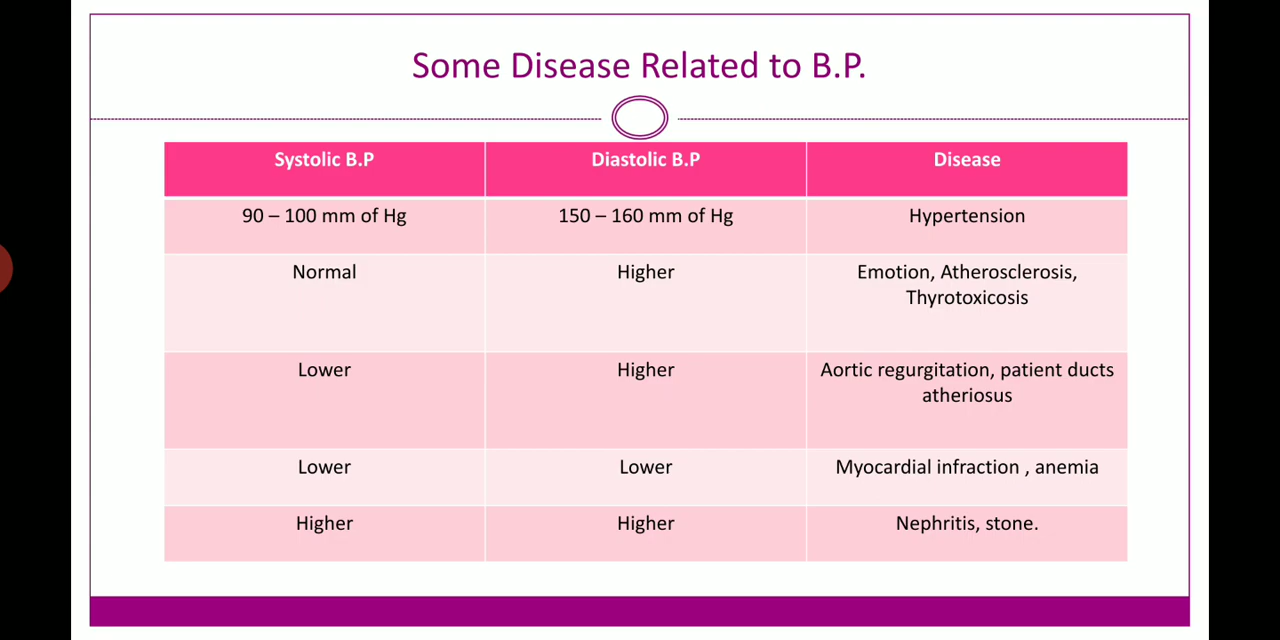 Some Disease Related to B.P.
Systolic B.P Diastolic B.P Disease
90 – 100 mm of Hg 150 – 160 mm of Hg Hypertension
Normal Higher Emotion, Atherosclerosis,
Thyrotoxicosis
Lower Higher Aortic regurgitation, patient ducts
atheriosus
Lower Lower Myocardial infraction , anemia
Higher Higher Nephritis, stone.